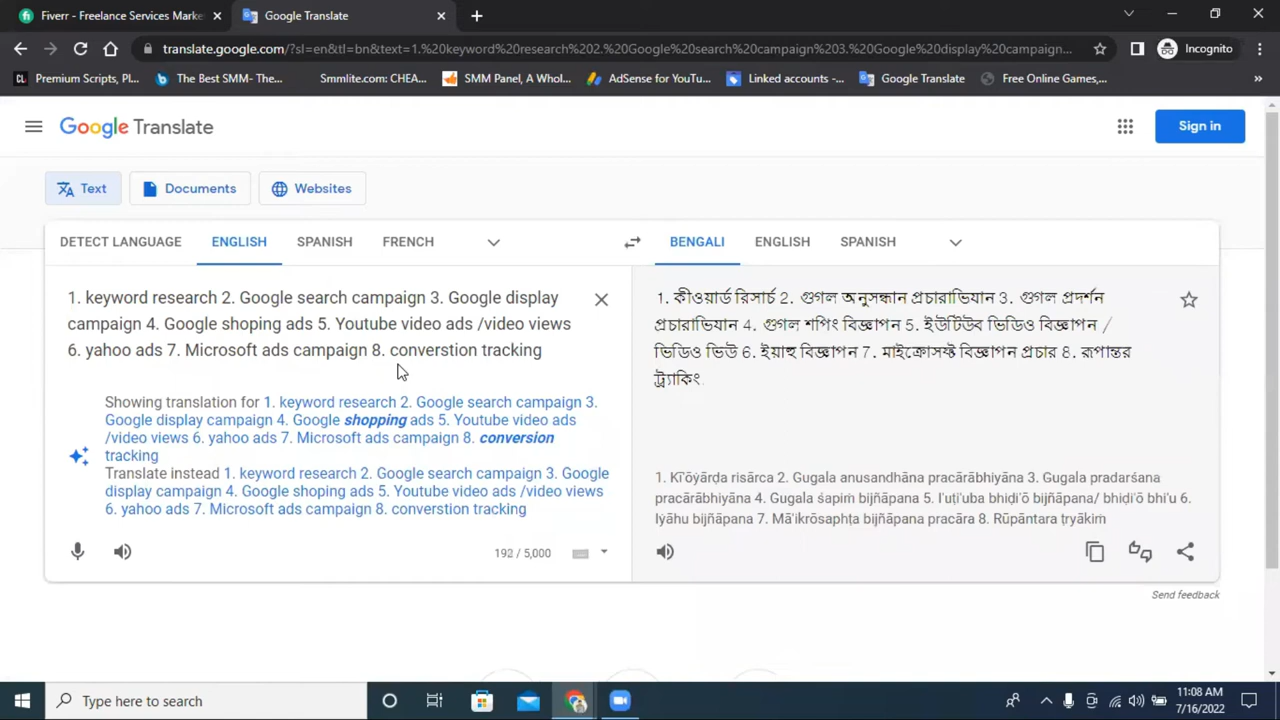 Fiverr - Freelance Services Marke
Google Translate
translate.google.com/?sl=en&tl=bn&text=1.%20keyword%20research%202.%20Google%20search%20campaign%203.%20Google%20display%20campaign...
Incognito
CL Premium Scripts, Pl...
The Best SMM- The...
Smmlite.com: CHEA...
SMM Panel, A Whol...
AdSense for YouTu...
Linked accounts -...
Google Translate
Free Online Games,...
Google Translate
Sign in
Text
Documents
Websites
DETECT LANGUAGE
ENGLISH
SPANISH
FRENCH
BENGALI
ENGLISH
SPANISH
1. keyword research 2. Google search campaign 3. Google display
campaign 4. Google shoping ads 5. Youtube video ads /video views
6. yahoo ads 7. Microsoft ads campaign 8. converstion tracking
Showing translation for 1. keyword research 2. Google search campaign 3.
Google display campaign 4. Google shopping ads 5. Youtube video ads
/video views 6. yahoo ads 7. Microsoft ads campaign 8. conversion
tracking
Translate instead 1. keyword research 2. Google search campaign 3. Google
display campaign 4. Google shoping ads 5. Youtube video ads /video views
6. yahoo ads 7. Microsoft ads campaign 8. converstion tracking
192 / 5,000
1. কীওয়ার্ড রিসার্চ 2. গুগল অনুসন্ধান প্রচারাভিযান 3. গুগল প্রদর্শন
প্রচারাভিযান 4. গুগল শপিং বিজ্ঞাপন 5. ইউটিউব ভিডিও বিজ্ঞাপন /
ভিডিও ভিউ 6. ইয়াহু বিজ্ঞাপন 7. মাইক্রোসফ্ট বিজ্ঞাপন প্রচার 8. রূপান্তর
ট্র্যাকিং
1. Kī'ōẏārḍa risārca 2. Gugala anusandhāna pracārābhiyāna 3. Gugala pradarśana
pracārābhiyāna 4. Gugala śapiṁ bijñāpana 5. I'uṭi'uba bhiḍi'ō bijñāpana/ bhiḍi'ō bhi'u 6.
Iẏāhu bijñāpana 7. Mā'ikrōsaphṭa bijñāpana pracāra 8. Rūpāntara ṭryākiṁ
Send feedback
Type here to search
11:08 AM
7/16/2022